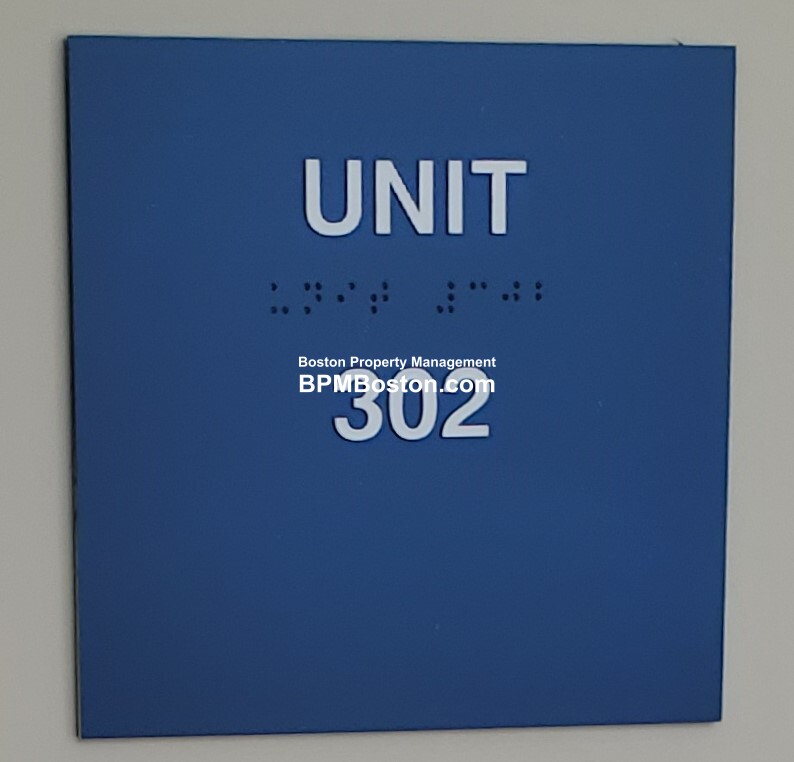 UNIT
⠥⠝⠊⠞ ⠼⠉⠚⠃
Boston Property Management
BPMBoston.com
302